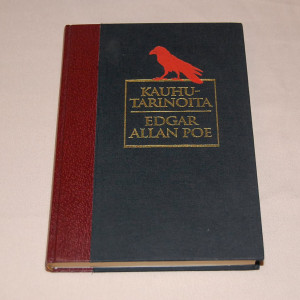 KAUHU-
TARINOITA
EDGAR
ALLAN POE